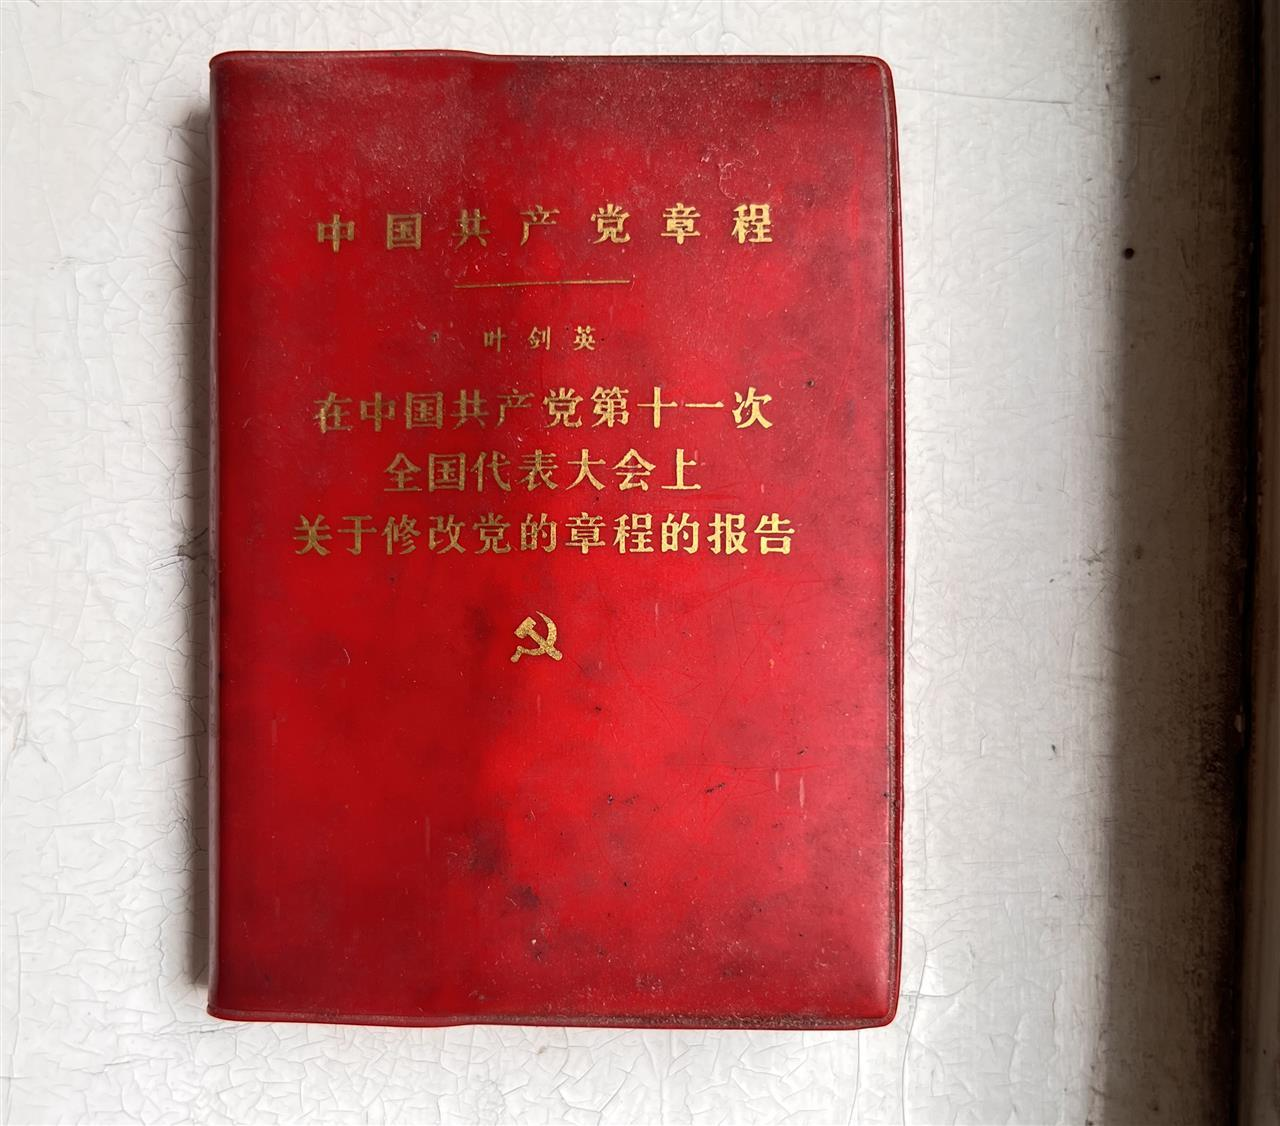 中国共产党章程
叶剑英
在中国共产党第十一次
全国代表大会上
关于修改党的章程的报告